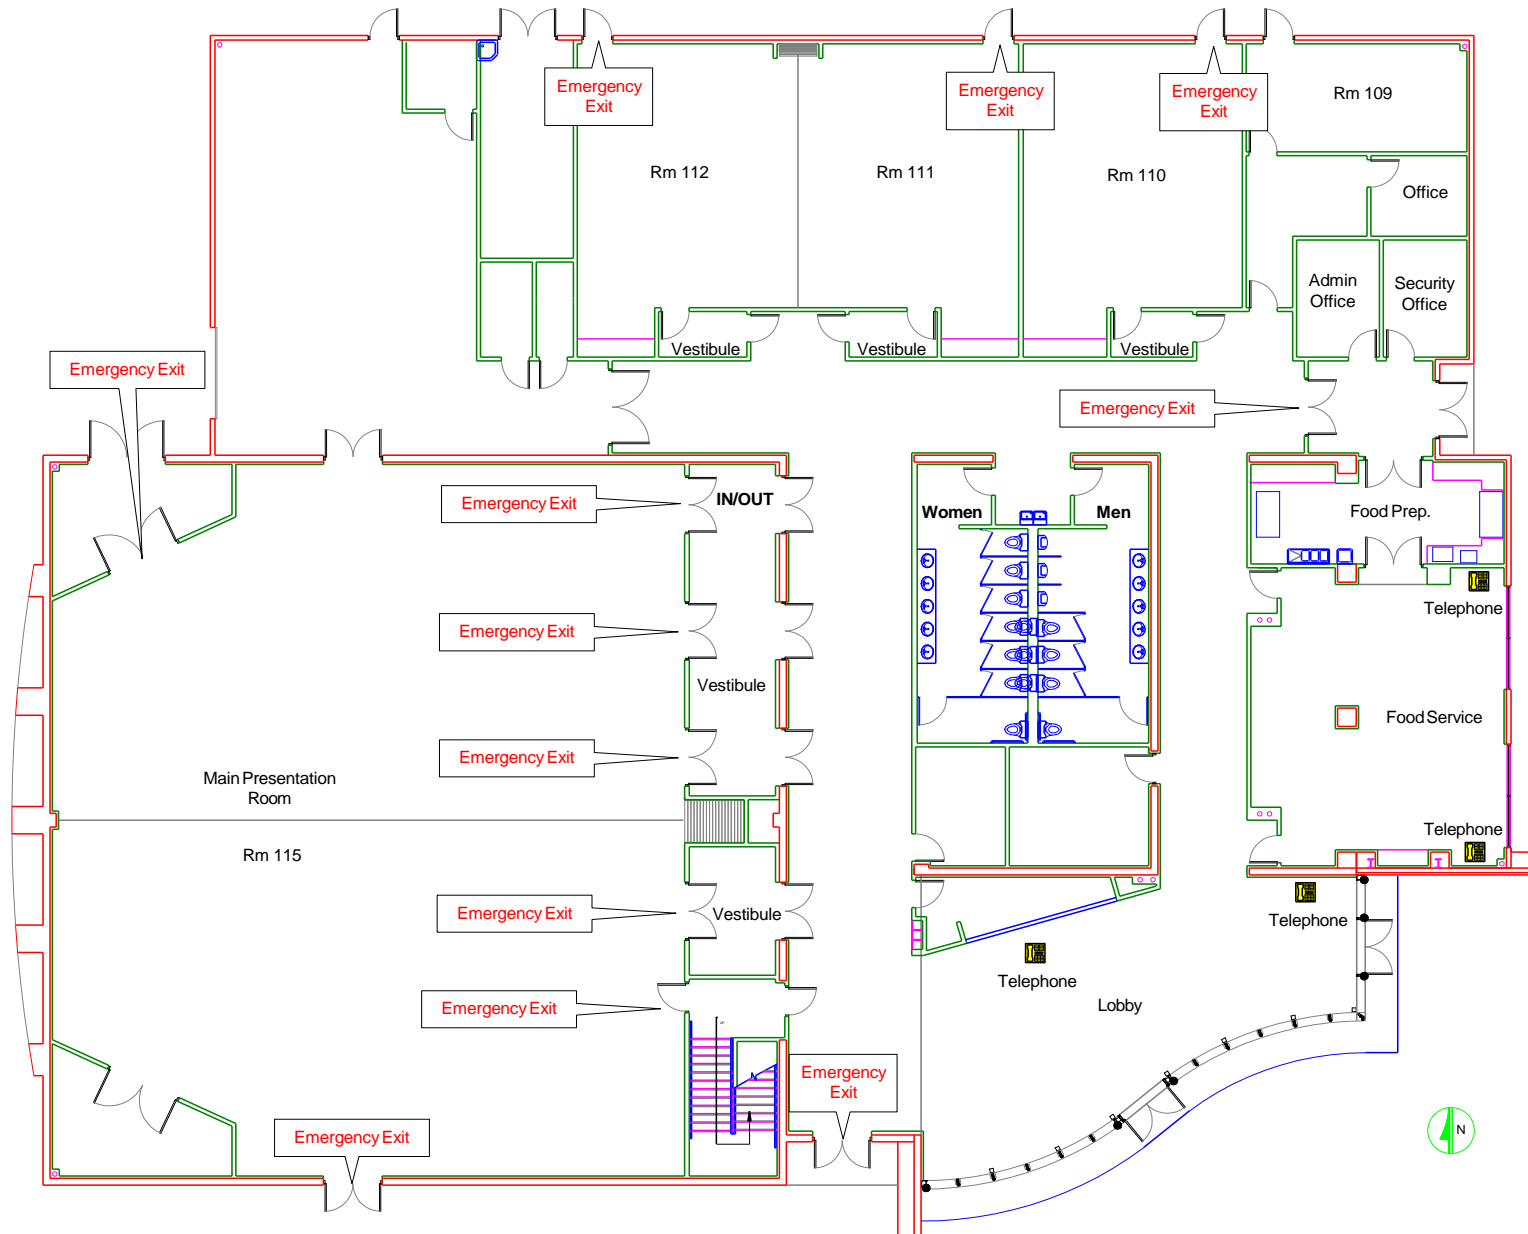 Emergency
Exit
Emergency
Exit
Emergency
Exit
Rm 109
Rm 112
Rm 111
Rm 110
Office
Admin
Office
Security
Office
Vestibule
Vestibule
Vestibule
Emergency Exit
Emergency Exit
Emergency Exit
IN/OUT
Women
Men
Food Prep.
Telephone
Emergency Exit
Vestibule
Food Service
Emergency Exit
Main Presentation
Room
Rm 115
Telephone
Emergency Exit
Vestibule
Telephone
Telephone
Emergency Exit
Lobby
Emergency
Exit
Emergency Exit
N